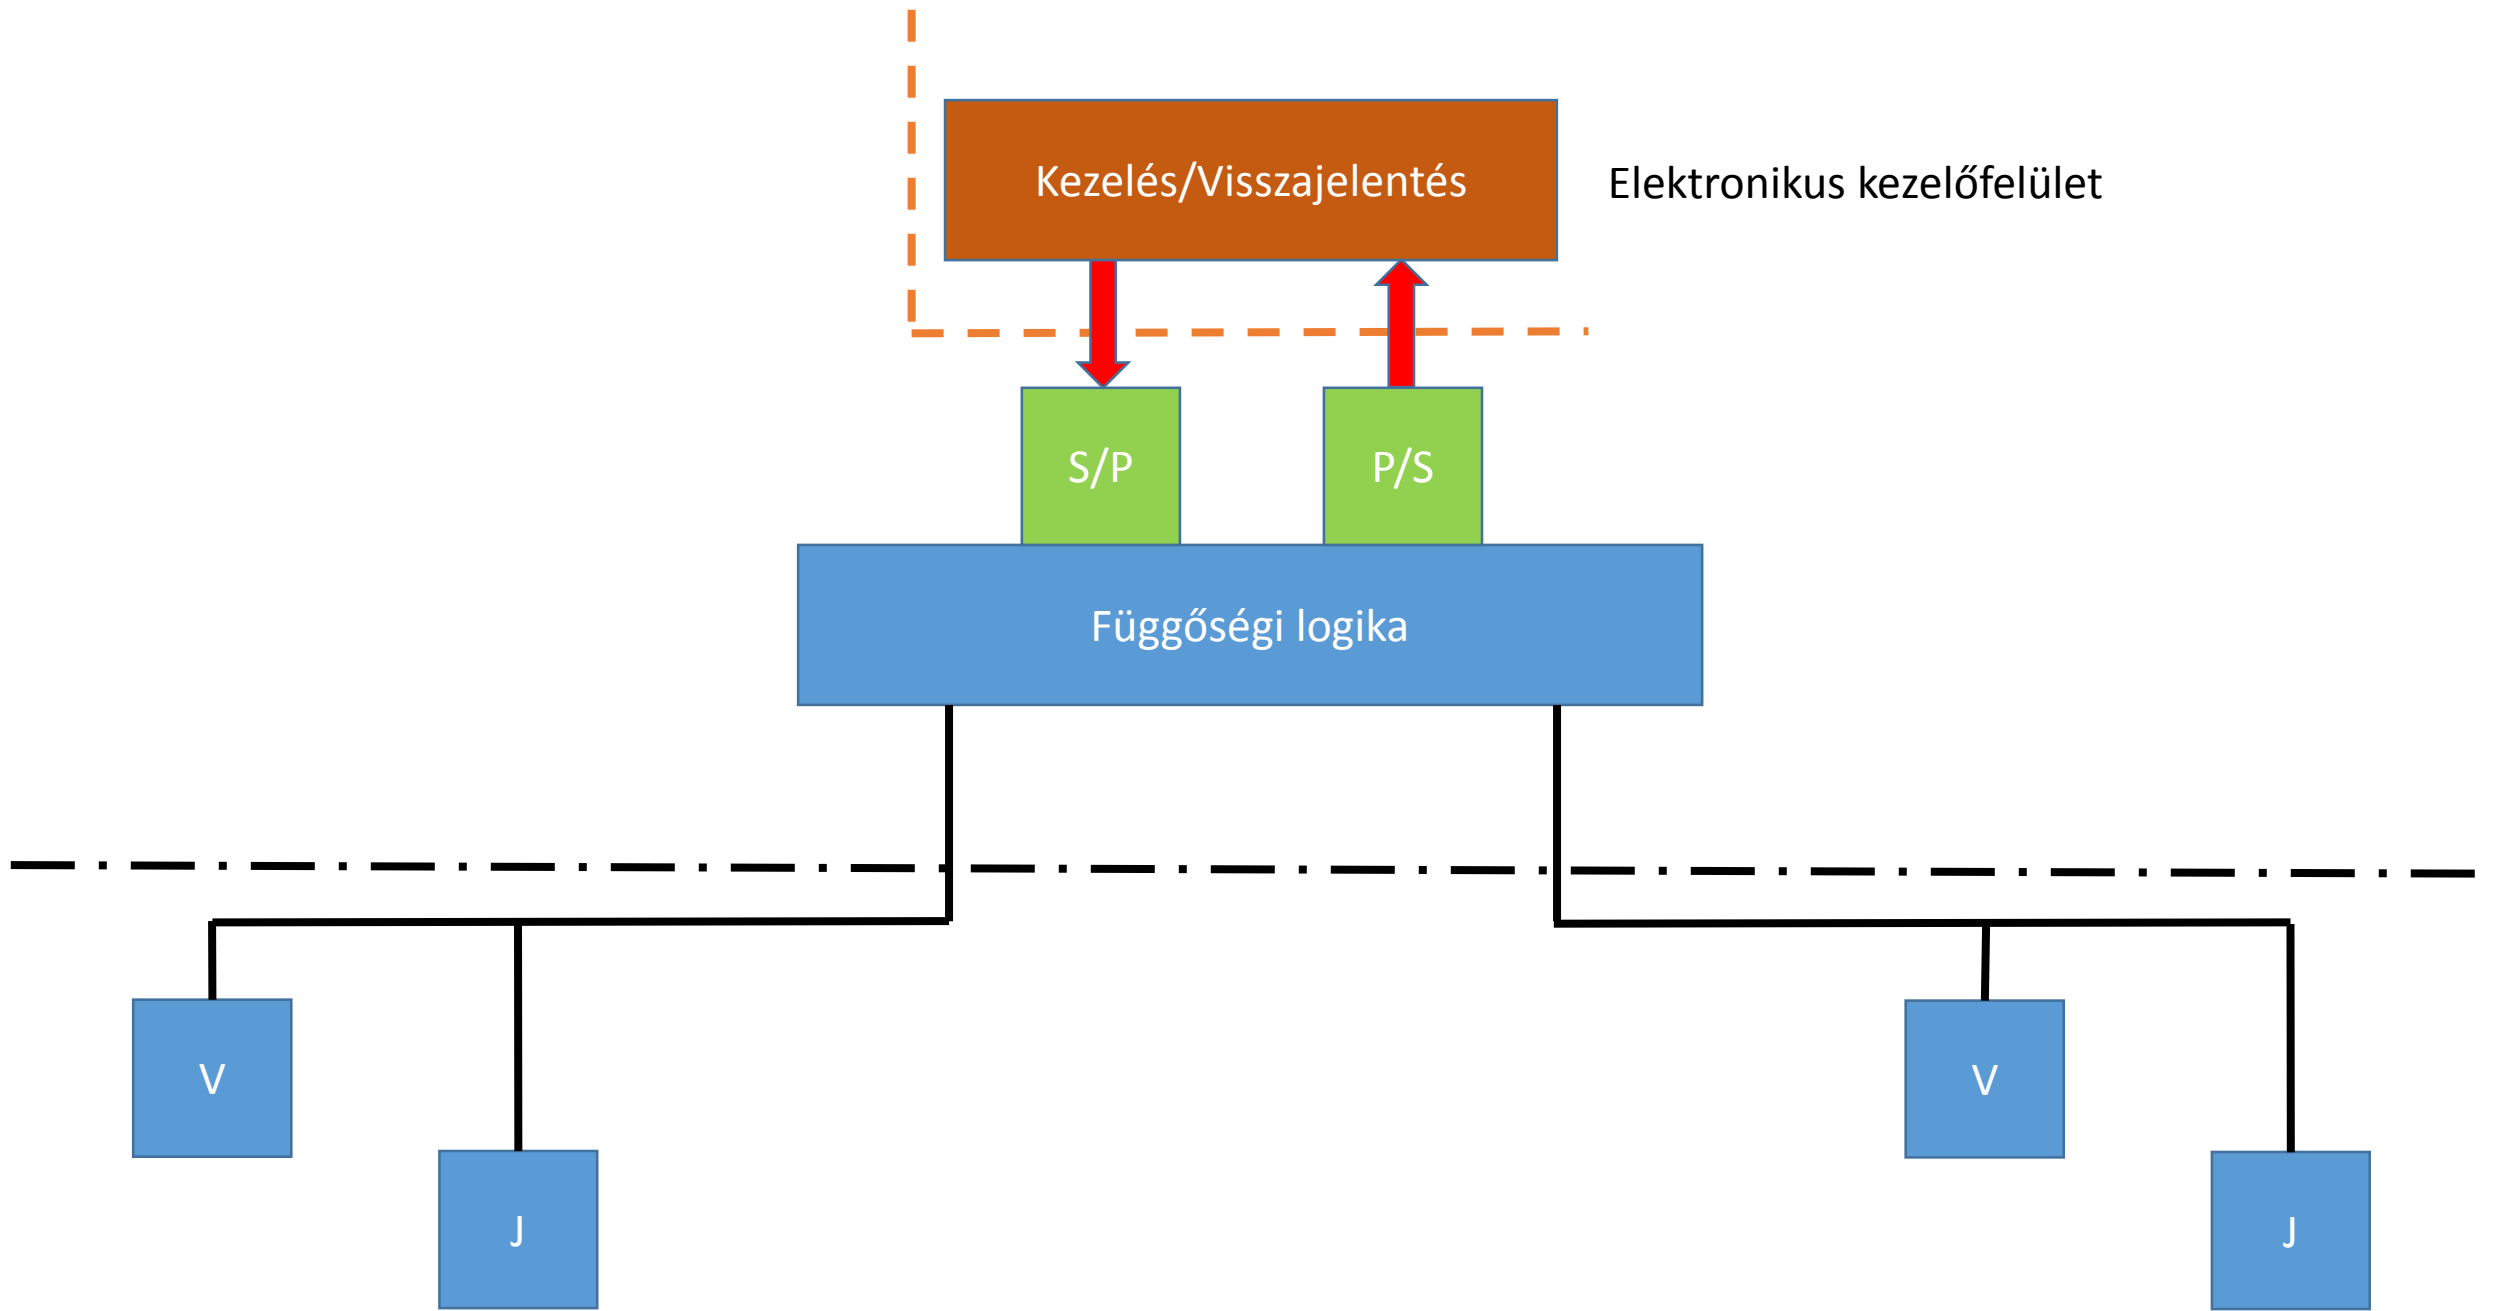 Kezelés/Visszajelentés
Elektronikus kezelőfelület
S/P
P/S
Függőségi logika
V
V
J
J